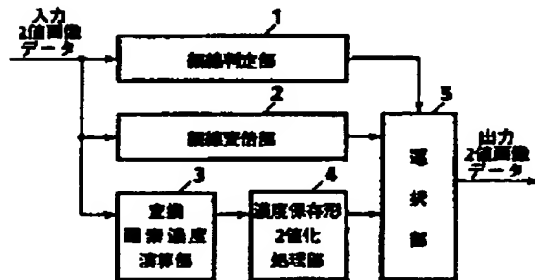 1
入力
2値画像
データ
細線判定部
2
細線変倍部
5
選
択
部
出力
2値画像
データ
3
変換
画素濃度
演算部
4
濃度保存形
2値化
処理部